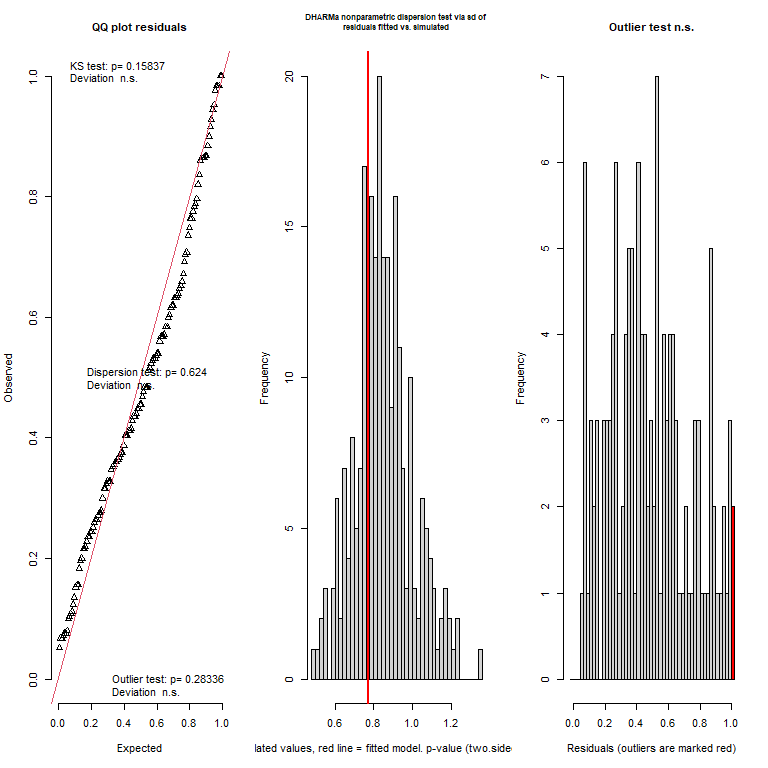 QQ plot residuals
KS test: p= 0.15837
Deviation n.s.
Dispersion test: p= 0.624
Deviation n.s.
Outlier test: p= 0.28336
Deviation n.s.
0.0
0.2
0.4
0.6
0.8
1.0
Observed
0.0
0.2
0.4
0.6
0.8
1.0
Expected
DHARMa nonparametric dispersion test via sd of
residuals fitted vs. simulated
0
5
10
15
20
Frequency
0.6
0.8
1.0
1.2
lated values, red line = fitted model. p-value (two.side
Outlier test n.s.
0
1
2
3
4
5
6
7
Frequency
0.0
0.2
0.4
0.6
0.8
1.0
Residuals (outliers are marked red)